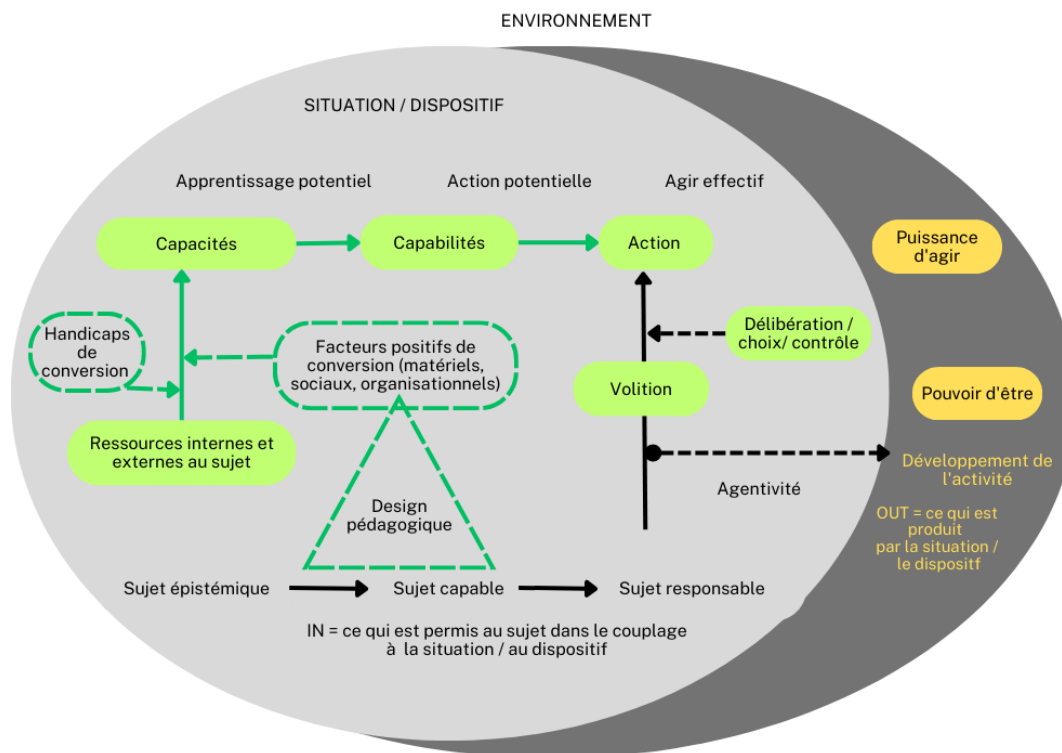 ENVIRONNEMENT
SITUATION / DISPOSITIF
Apprentissage potentiel
Action potentielle
Agir effectif
Capacités
Capabilités
Action
Puissance
d'agir
Handicaps
de
conversion
Facteurs positifs de
conversion (matériels,
sociaux, organisationnels)
Délibération /
choix/ contrôle
Volition
Pouvoir d'être
Ressources internes et
externes au sujet
Développement de
l'activité
Agentivité
Design
pédagogique
OUT = ce qui est
produit
par la situation /
le dispositf
Sujet épistémique
Sujet capable
Sujet responsable
IN = ce qui est permis au sujet dans le couplage
à la situation / au dispositif